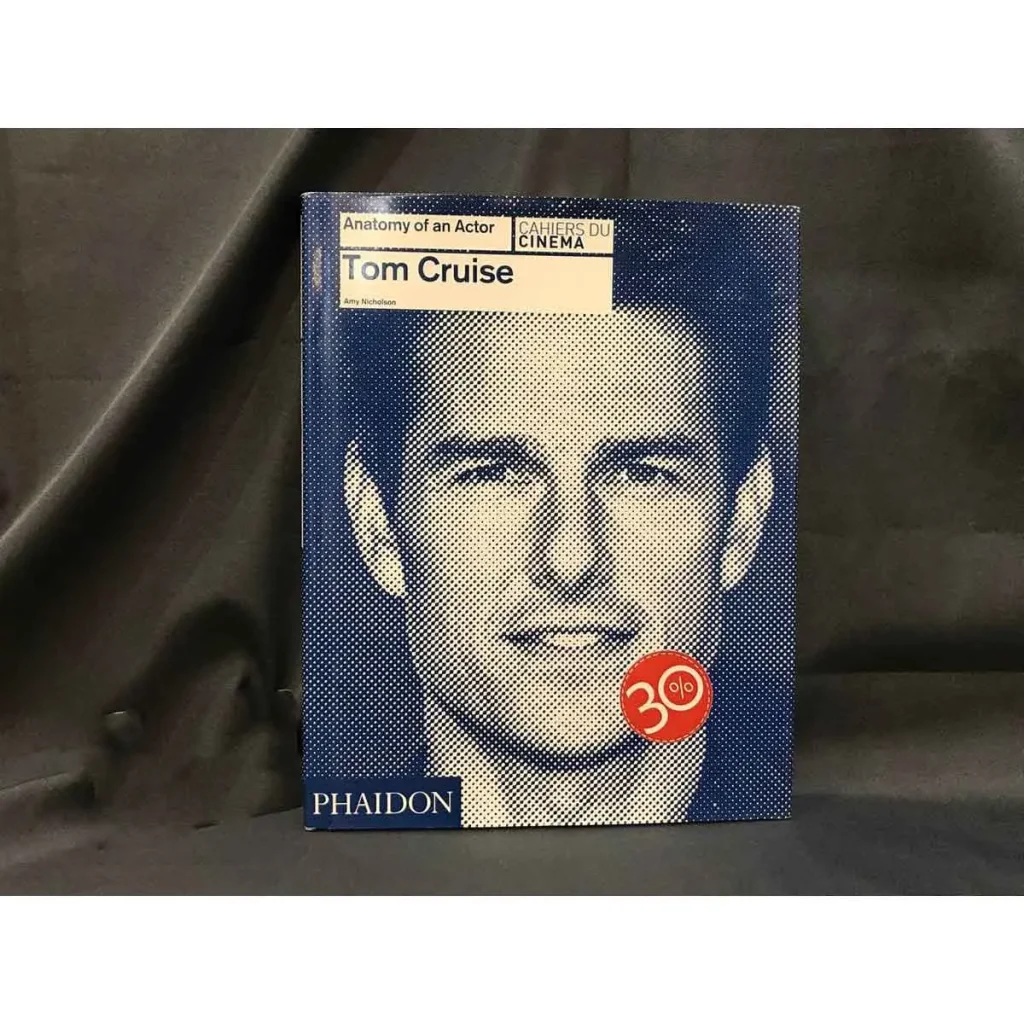 Anatomy of an Actor
CAHIERS DU
CINEMA
Tom Cruise
Amy Nicholson
30%
PHAIDON